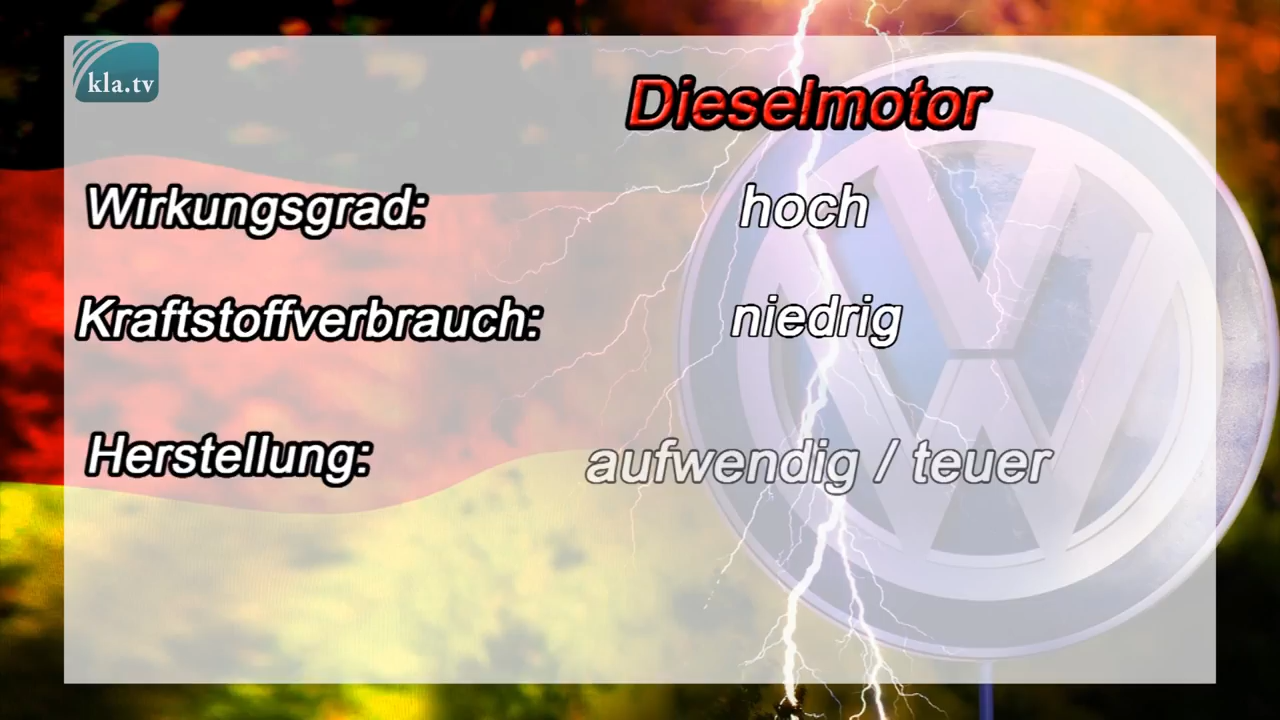 kla.tv
Dieselmotor
Wirkungsgrad: hoch
Kraftstoffverbrauch: niedrig
Herstellung: aufwendig / teuer